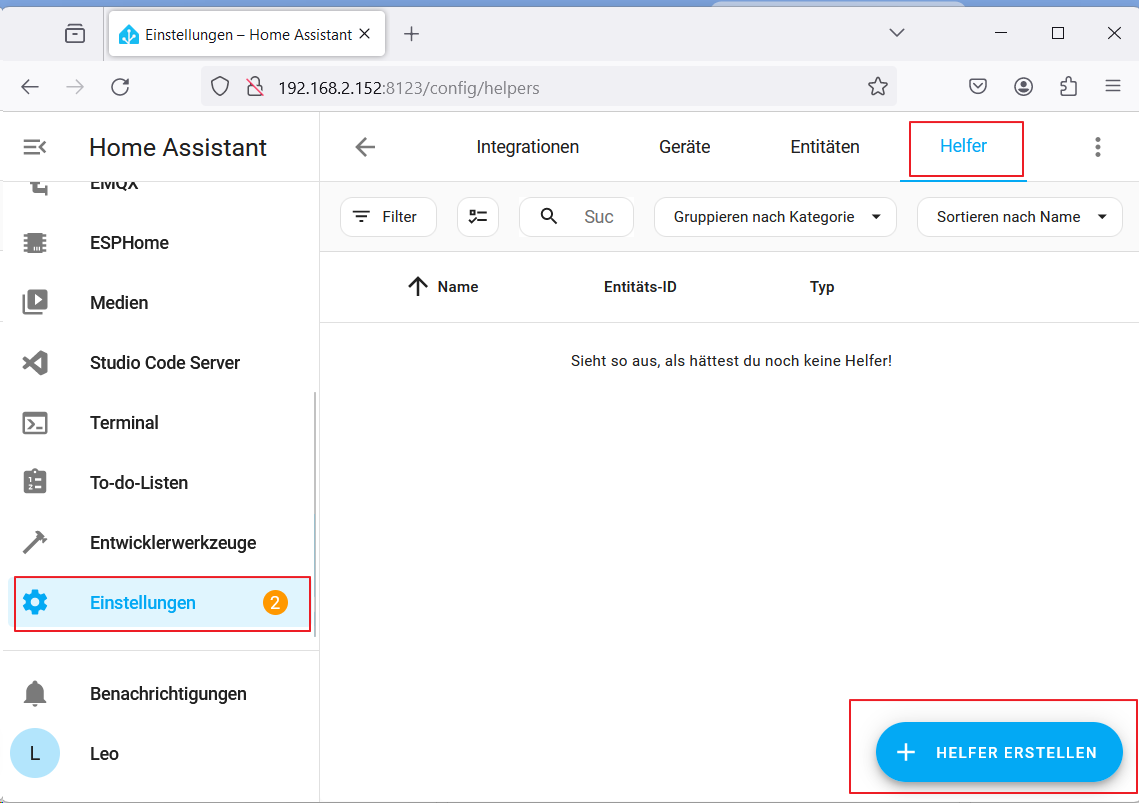 Einstellungen – Home Assistant
192.168.2.152:8123/config/helpers
Home Assistant
Integrationen
Geräte
Entitäten
Helfer
EMQX
ESPHome
Medien
Studio Code Server
Terminal
To-do-Listen
Entwicklerwerkzeuge
Einstellungen 2
Benachrichtigungen
L Leo
Filter
Suc
Gruppieren nach Kategorie
Sortieren nach Name
Name
Entitäts-ID
Typ
Sieht so aus, als hättest du noch keine Helfer!
HELFER ERSTELLEN